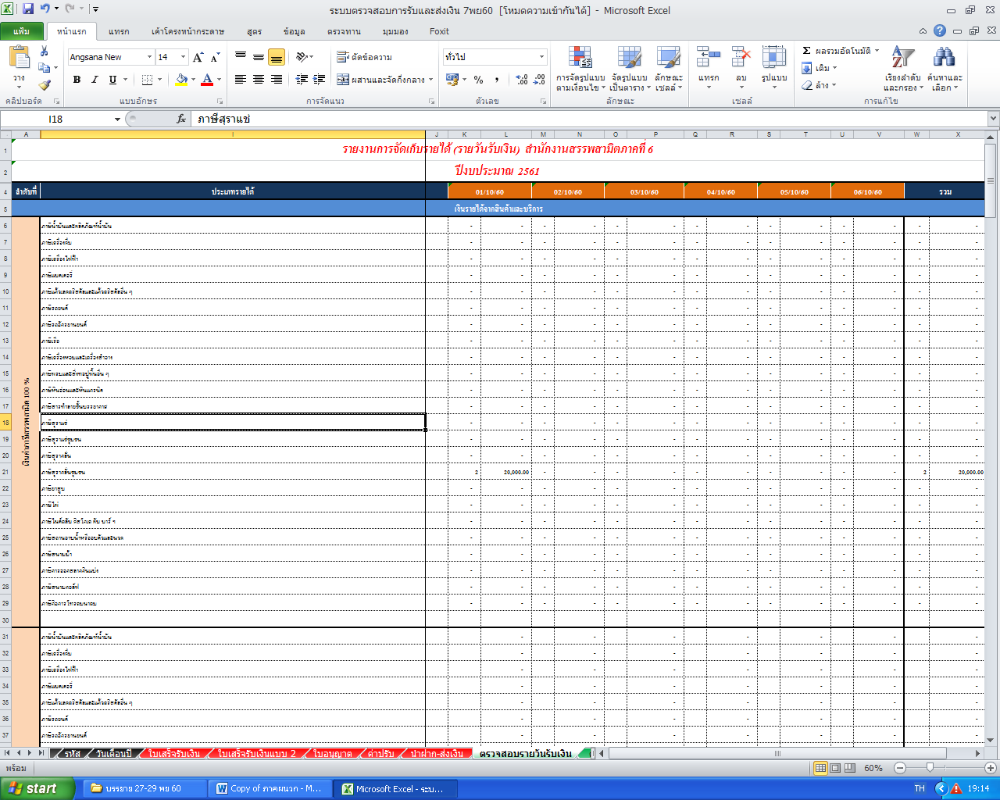 ระบบตรวจสอบการรับและส่งเงิน 7พย60 [โหมดความเข้ากันได้] - Microsoft Excel
แฟ้ม หน้าแรก แทรก เค้าโครงหน้ากระดาษ สูตร ข้อมูล ตรวจทาน มุมมอง Foxit
Angsana New 14 ตัดข้อความ ทั่วไป ผลรวมอัตโนมัติ
วาง ผสานและจัดกึ่งกลาง การจัดรูปแบบตามเงื่อนไข จัดรูปแบบเป็นตาราง ลักษณะเซลล์ แทรก ลบ รูปแบบ เติม ล้าง เรียงลำดับและกรอง ค้นหาและเลือก
คลิปบอร์ด แบบอักษร การจัดแนว ตัวเลข ลักษณะ เซลล์ การแก้ไข
I18 fx ภาษีสุราแช่
A I J K L M N O P Q R S T U V W X
1 รายงานการจัดเก็บรายได้ (รายวันรับเงิน) สำนักงานสรรพสามิตภาคที่ 6
2 ปีงบประมาณ 2561
4 ลำดับที่ ประเภทรายได้ 01/10/60 02/10/60 03/10/60 04/10/60 05/10/60 06/10/60 รวม
5 เงินรายได้จากสินค้าและบริการ
เงินค่าภาษีสรรพสามิต 100 %
6 ภาษีน้ำมันและผลิตภัณฑ์น้ำมัน - - - - - - - - - - - - - -
7 ภาษีเครื่องดื่ม - - - - - - - - - - - - - -
8 ภาษีเครื่องไฟฟ้า - - - - - - - - - - - - - -
9 ภาษีแบตเตอรี่ - - - - - - - - - - - - - -
10 ภาษีแก้วเลดคริสตัลและแก้วคริสตัลอื่น ๆ - - - - - - - - - - - - - -
11 ภาษีรถยนต์ - - - - - - - - - - - - - -
12 ภาษีรถจักรยานยนต์ - - - - - - - - - - - - - -
13 ภาษีเรือ - - - - - - - - - - - - - -
14 ภาษีเครื่องหอมและเครื่องสำอาง - - - - - - - - - - - - - -
15 ภาษีพรมและสิ่งทอปูพื้นอื่น ๆ - - - - - - - - - - - - - -
16 ภาษีหินอ่อนและหินแกรนิต - - - - - - - - - - - - - -
17 ภาษีสารทำลายชั้นบรรยากาศ - - - - - - - - - - - - - -
18 ภาษีสุราแช่ - - - - - - - - - - - - - -
19 ภาษีสุราแช่ชุมชน - - - - - - - - - - - - - -
20 ภาษีสุรากลั่น - - - - - - - - - - - - - -
21 ภาษีสุรากลั่นชุมชน 2 20,000.00 - - - - - - - - - - 2 20,000.00
22 ภาษียาสูบ - - - - - - - - - - - - - -
23 ภาษีไพ่ - - - - - - - - - - - - - -
24 ภาษีไนต์คลับ ดิสโกเธค ผับ บาร์ ฯ - - - - - - - - - - - - - -
25 ภาษีสถานอาบน้ำหรืออบตัวและนวด - - - - - - - - - - - - - -
26 ภาษีสนามม้า - - - - - - - - - - - - - -
27 ภาษีการออกสลากกินแบ่ง - - - - - - - - - - - - - -
28 ภาษีสนามกอล์ฟ - - - - - - - - - - - - - -
29 ภาษีกิจการโทรคมนาคม - - - - - - - - - - - - - -
30
31 ภาษีน้ำมันและผลิตภัณฑ์น้ำมัน - - - - - - -
32 ภาษีเครื่องดื่ม - - - - - - -
33 ภาษีเครื่องไฟฟ้า - - - - - - -
34 ภาษีแบตเตอรี่ - - - - - - -
35 ภาษีแก้วเลดคริสตัลและแก้วคริสตัลอื่น ๆ - - - - - - -
36 ภาษีรถยนต์ - - - - - - -
37 ภาษีรถจักรยานยนต์ - - - - - - -
รหัส วันเดือนปี ใบเสร็จรับเงิน ใบเสร็จรับเงินแบบ 2 ใบอนุญาต ค่าปรับ นำฝาก-ส่งเงิน ตรวจสอบรายวันรับเงิน
พร้อม 60%
start บรรยาย 27-29 พย 60 Copy of ภาคผนวก - M... Microsoft Excel - ระบ... TH 19:14